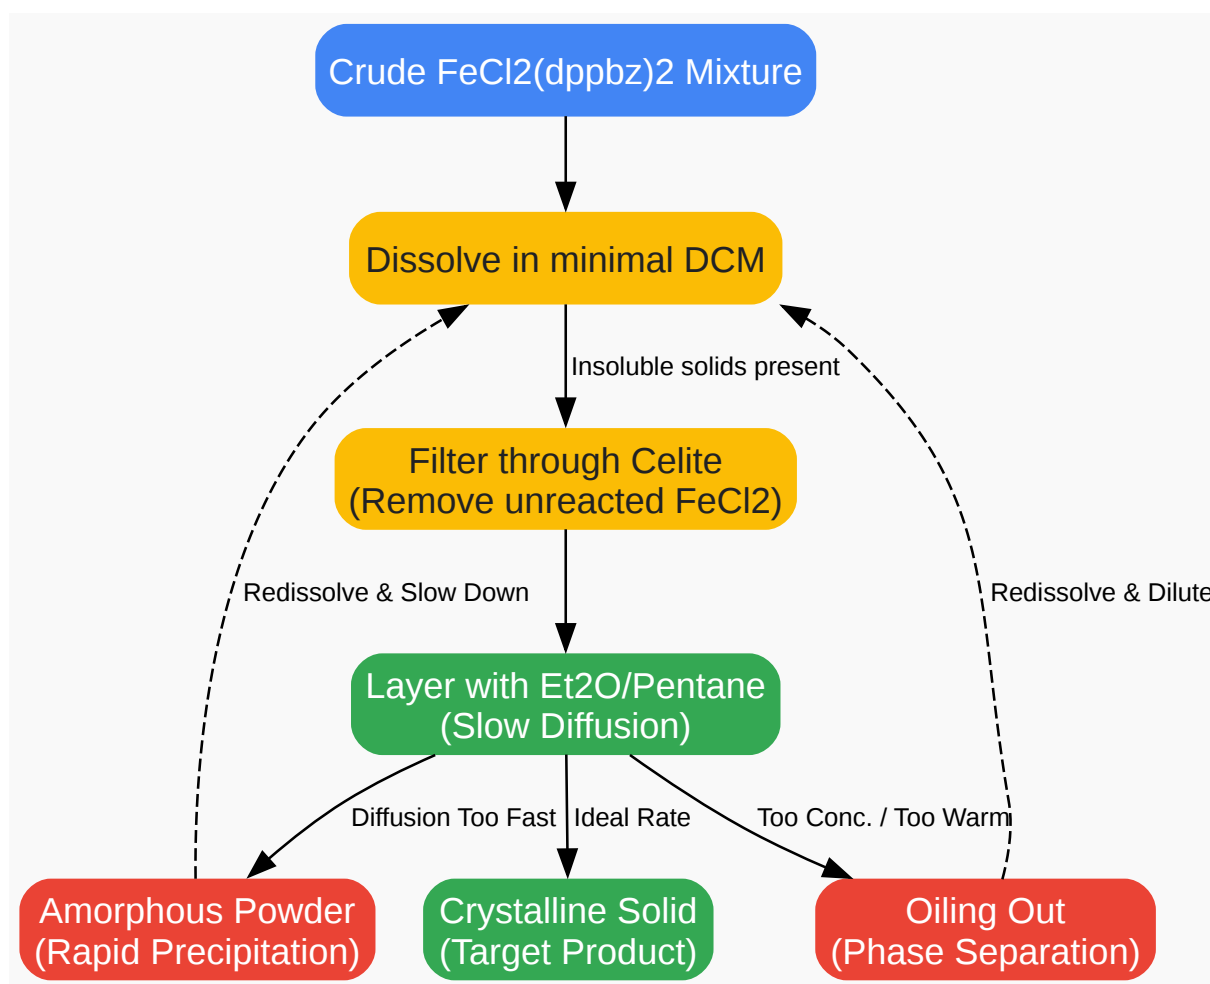 Crude FeCl2(dppbz)2 Mixture
Dissolve in minimal DCM
Insoluble solids present
Filter through Celite
(Remove unreacted FeCl2)
Redissolve & Slow Down
Redissolve & Dilute
Layer with Et2O/Pentane
(Slow Diffusion)
Diffusion Too Fast
Ideal Rate
Too Conc. / Too Warm
Amorphous Powder
(Rapid Precipitation)
Crystalline Solid
(Target Product)
Oiling Out
(Phase Separation)